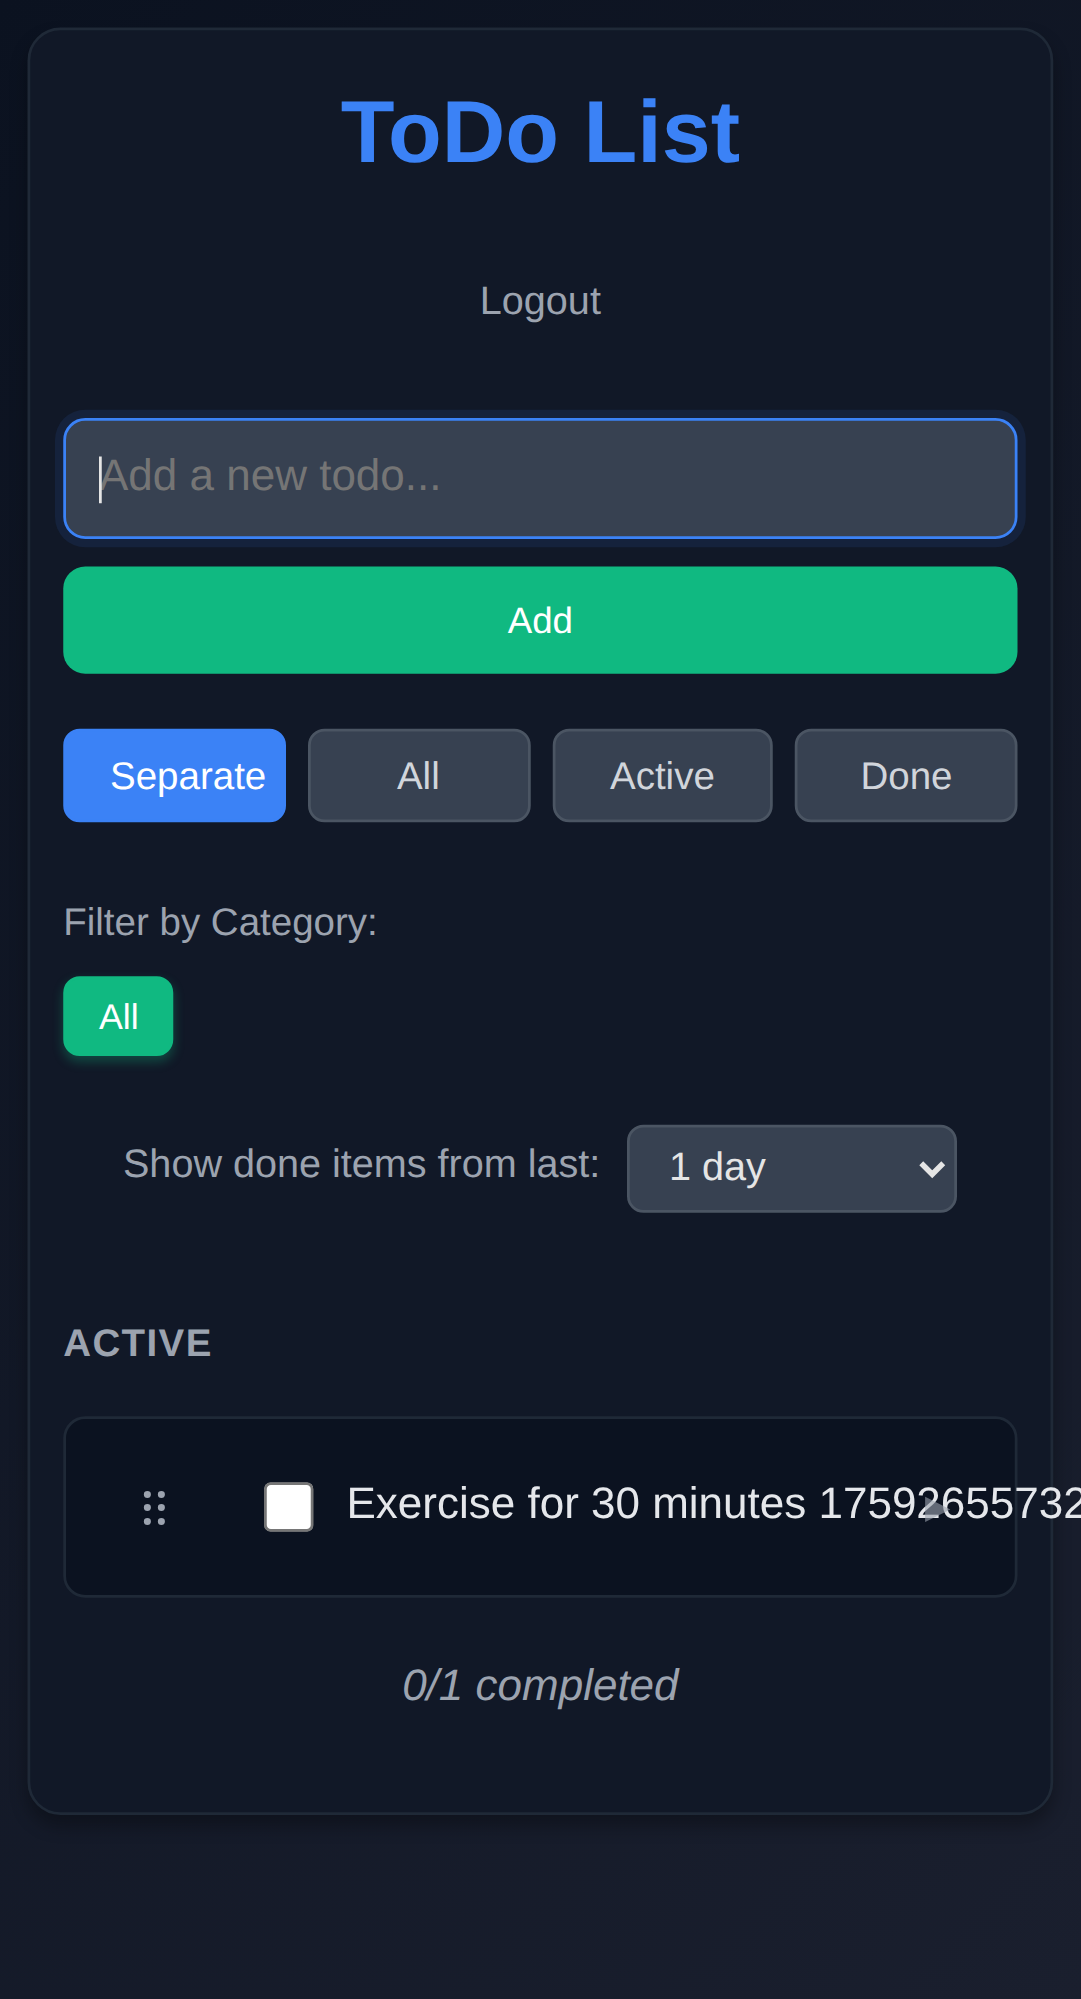 ToDo List
Logout
Add a new todo...
Add
Separate All Active Done
Filter by Category:
All
Show done items from last: 1 day
ACTIVE
Exercise for 30 minutes 17592655732
0/1 completed